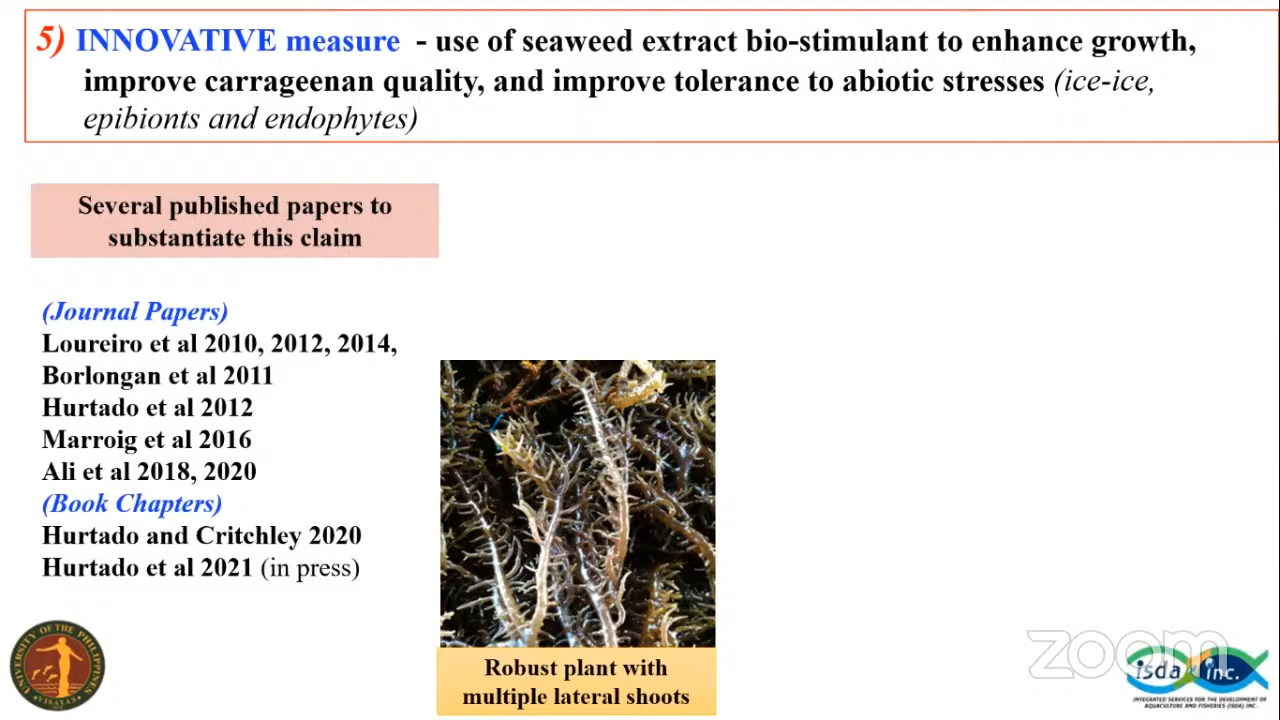 5) INNOVATIVE measure - use of seaweed extract bio-stimulant to enhance growth,
improve carrageenan quality, and improve tolerance to abiotic stresses (ice-ice,
epibionts and endophytes)
Several published papers to
substantiate this claim
(Journal Papers)
Loureiro et al 2010, 2012, 2014,
Borlongan et al 2011
Hurtado et al 2012
Marroig et al 2016
Ali et al 2018, 2020
(Book Chapters)
Hurtado and Critchley 2020
Hurtado et al 2021 (in press)
Robust plant with
multiple lateral shoots
UNIVERSITY OF THE PHILIPPINES
VISAYAS
zoom
isda inc.
INTEGRATED SERVICES FOR THE DEVELOPMENT OF
AQUACULTURE AND FISHERIES (ISDA) INC.